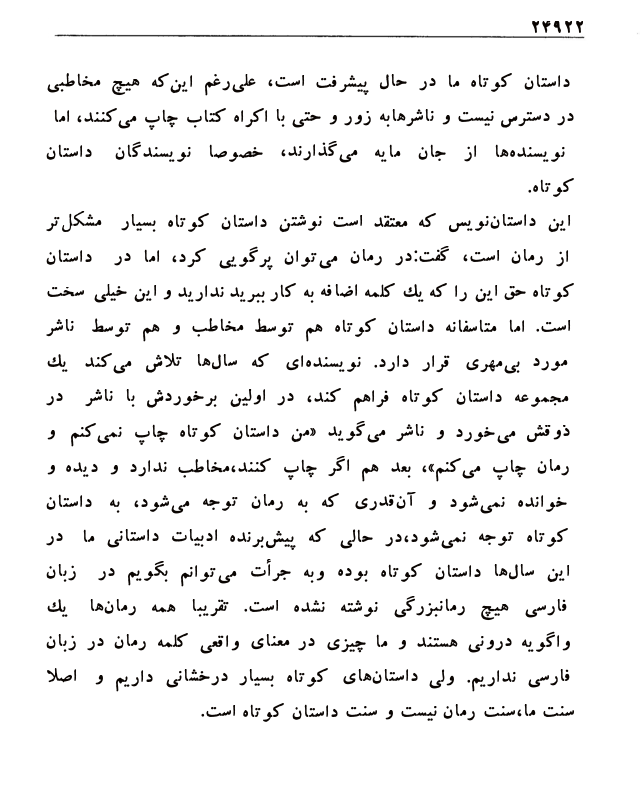 ۲۴۹۲۲
داستان کوتاه ما در حال پیشرفت است، علی‌رغم این‌که هیچ مخاطبی
در دسترس نیست و ناشرهابه زور و حتی با اکراه کتاب چاپ می‌کنند، اما
نویسنده‌ها از جان مایه می‌گذارند، خصوصا نویسندگان داستان
کوتاه.
این داستان‌نویس که معتقد است نوشتن داستان کوتاه بسیار مشکل‌تر
از رمان است، گفت:در رمان می‌توان پرگویی کرد، اما در داستان
کوتاه حق این را که یك کلمه اضافه به کار ببرید ندارید و این خیلی سخت
است. اما متاسفانه داستان کوتاه هم توسط مخاطب و هم توسط ناشر
مورد بی‌مهری قرار دارد. نویسنده‌ای که سال‌ها تلاش می‌کند یك
مجموعه داستان کوتاه فراهم کند، در اولین برخوردش با ناشر در
ذوقش می‌خورد و ناشر می‌گوید «من داستان کوتاه چاپ نمی‌کنم و
رمان چاپ می‌کنم»، بعد هم اگر چاپ کنند،مخاطب ندارد و دیده و
خوانده نمی‌شود و آن‌قدری که به رمان توجه می‌شود، به داستان
کوتاه توجه نمی‌شود،در حالی که پیش‌برنده ادبیات داستانی ما در
این سال‌ها داستان کوتاه بوده وبه جرأت می‌توانم بگویم در زبان
فارسی هیچ رمانبزرگی نوشته نشده است. تقریبا همه رمان‌ها یك
واگویه درونی هستند و ما چیزی در معنای واقعی کلمه رمان در زبان
فارسی نداریم. ولی داستان‌های کوتاه بسیار درخشانی داریم و اصلا
سنت ما،سنت رمان نیست و سنت داستان کوتاه است.